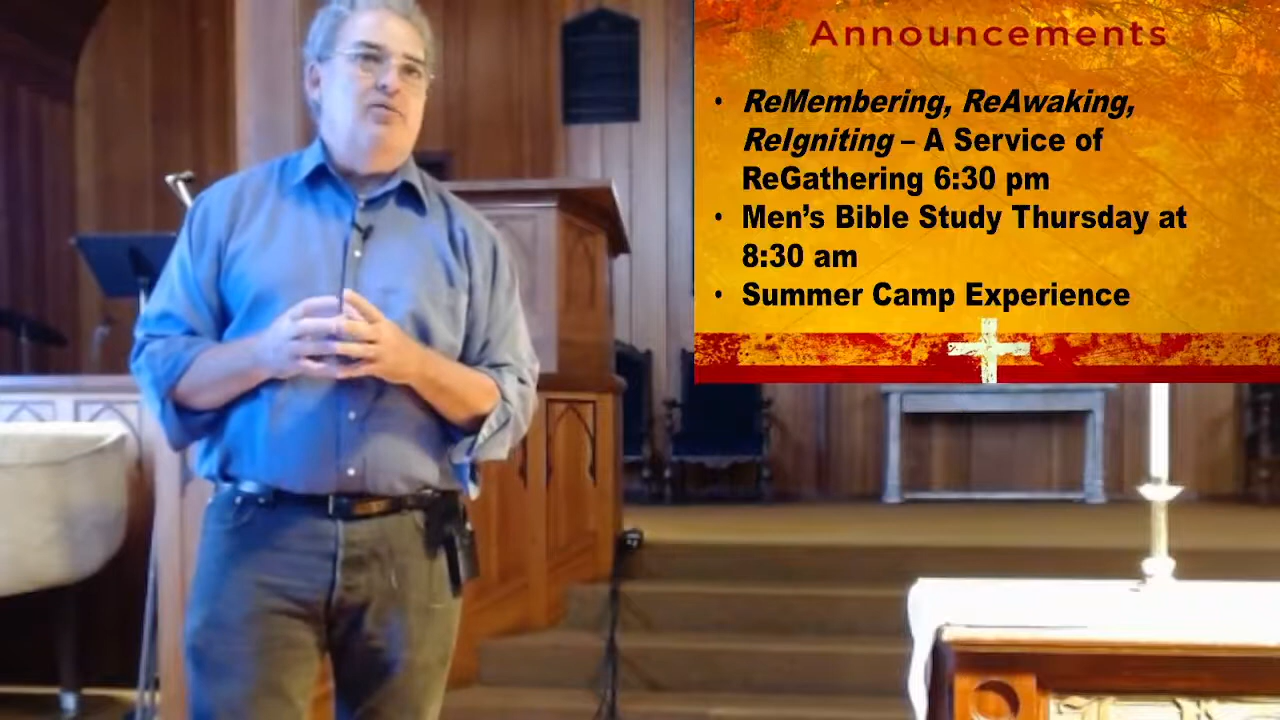 Announcements
• ReMembering, ReAwaking,
ReIgniting – A Service of
ReGathering 6:30 pm
• Men’s Bible Study Thursday at
8:30 am
• Summer Camp Experience